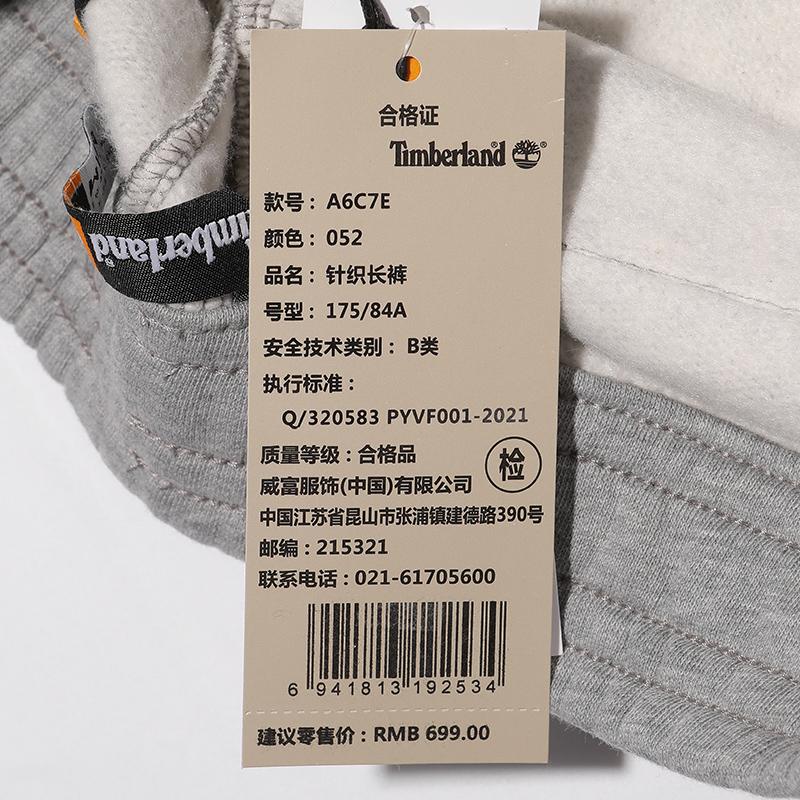 合格证
Timberland®
款号：A6C7E
颜色：052
品名：针织长裤
号型：175/84A
安全技术类别：B类
执行标准：
Q/320583 PYVF001-2021
质量等级：合格品
检
威富服饰(中国)有限公司
中国江苏省昆山市张浦镇建德路390号
邮编：215321
联系电话：021-61705600
6 941813 192534
建议零售价：RMB 699.00
Timberland®